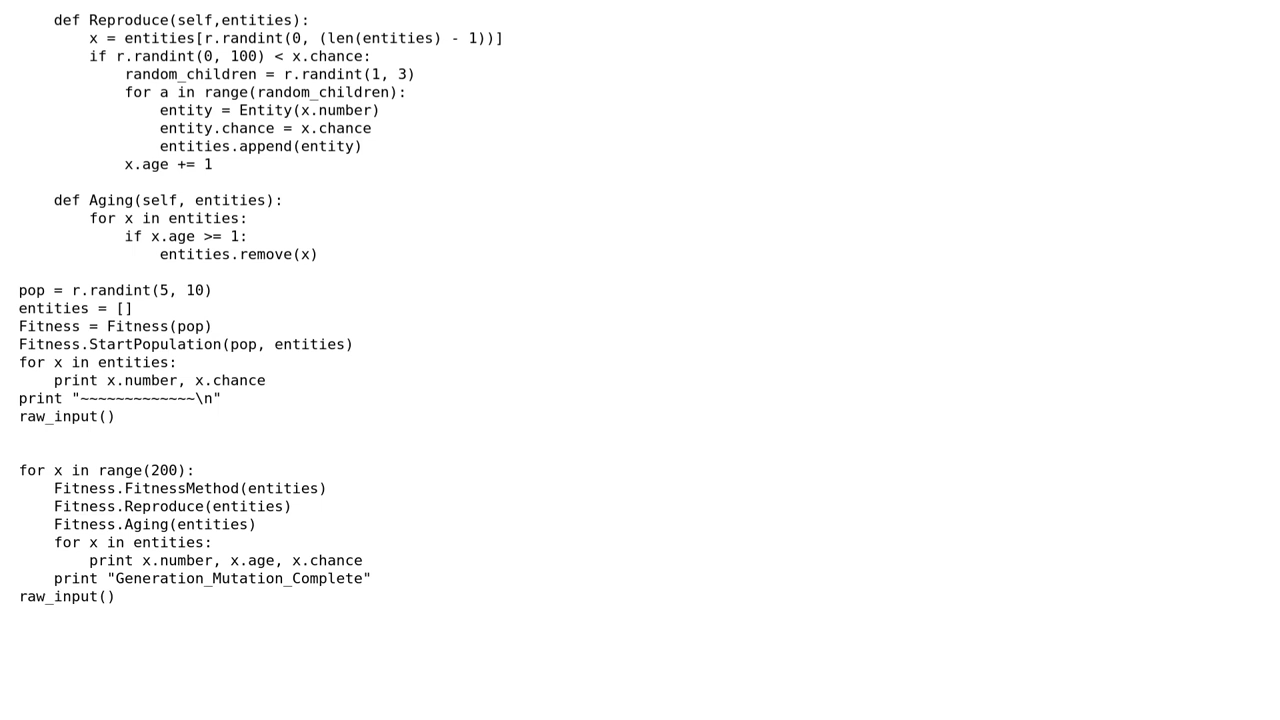 def Reproduce(self,entities):
        x = entities[r.randint(0, (len(entities) - 1))]
        if r.randint(0, 100) < x.chance:
            random_children = r.randint(1, 3)
            for a in range(random_children):
                entity = Entity(x.number)
                entity.chance = x.chance
                entities.append(entity)
            x.age += 1

    def Aging(self, entities):
        for x in entities:
            if x.age >= 1:
                entities.remove(x)

pop = r.randint(5, 10)
entities = []
Fitness = Fitness(pop)
Fitness.StartPopulation(pop, entities)
for x in entities:
    print x.number, x.chance
print "~~~~~~~~~~~~~\n"
raw_input()


for x in range(200):
    Fitness.FitnessMethod(entities)
    Fitness.Reproduce(entities)
    Fitness.Aging(entities)
    for x in entities:
        print x.number, x.age, x.chance
    print "Generation_Mutation_Complete"
raw_input()